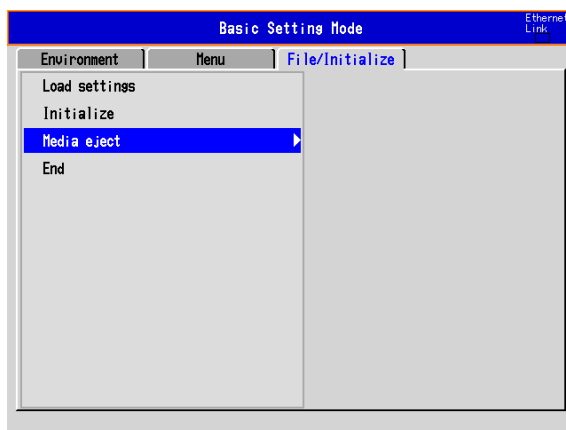 Basic Setting Mode
Ethernet
Link
Environment
Menu
File/Initialize
Load settings
Initialize
Media eject
End